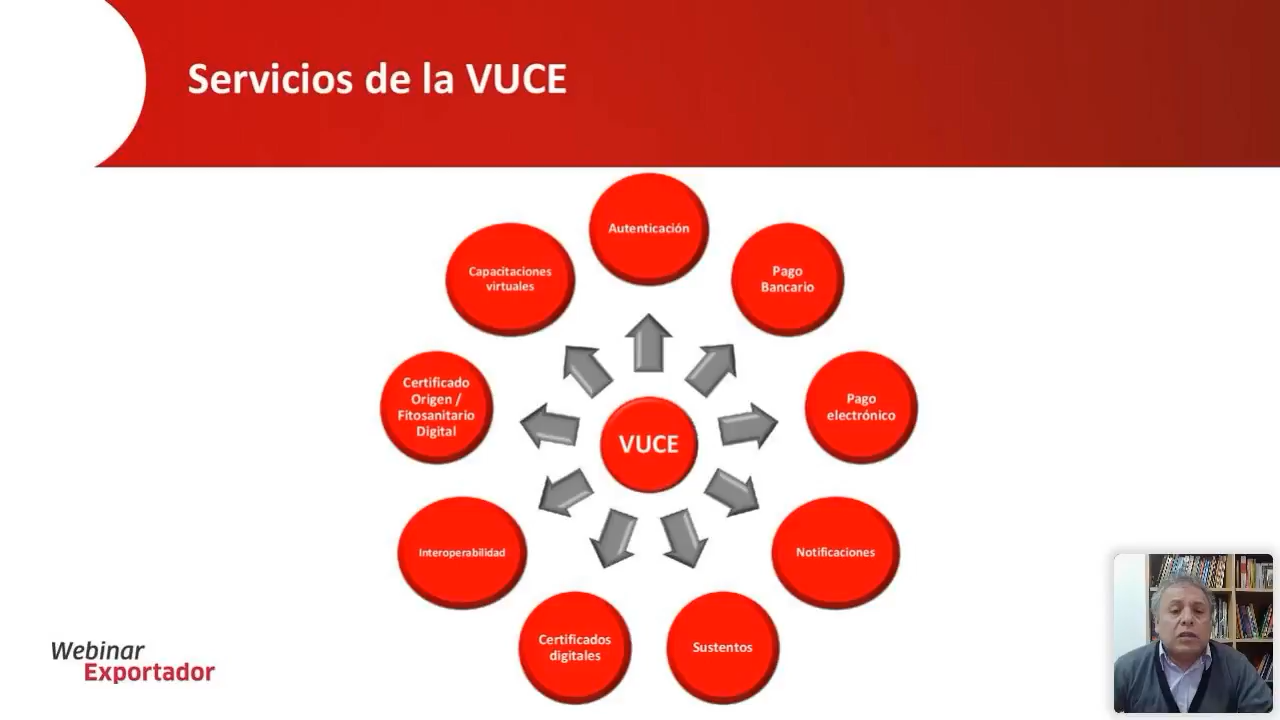 Servicios de la VUCE
Autenticación
Pago
Bancario
Pago
electrónico
Notificaciones
Sustentos
Certificados
digitales
Interoperabilidad
Certificado
Origen /
Fitosanitario
Digital
Capacitaciones
virtuales
VUCE
Webinar
Exportador